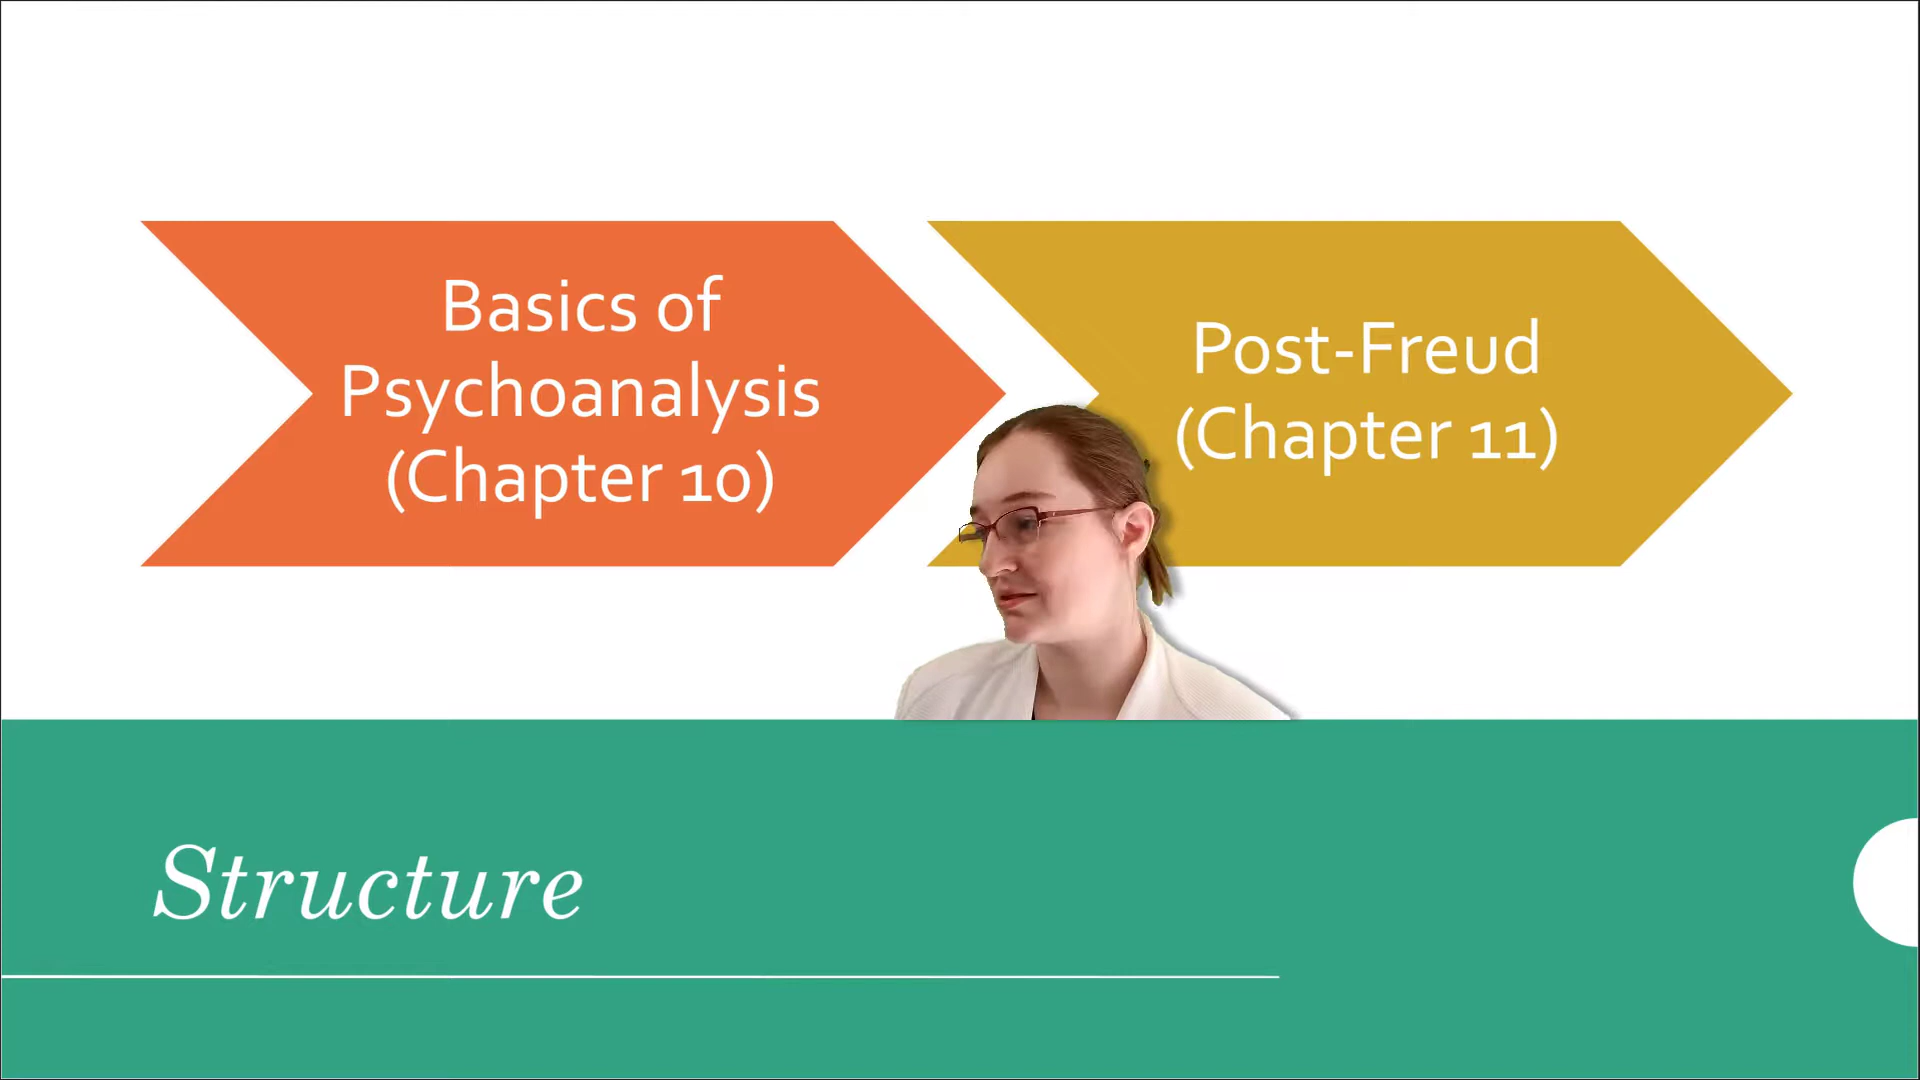 Basics of
Psychoanalysis
(Chapter 10)
Post-Freud
(Chapter 11)
Structure